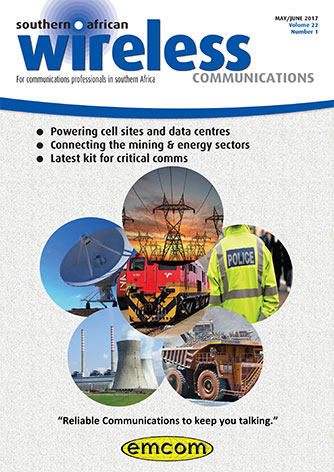 southern african
MAY/JUNE 2017
Volume 22
Number 1
wireless
For communications professionals in southern Africa
COMMUNICATIONS
Powering cell sites and data centres
Connecting the mining & energy sectors
Latest kit for critical comms
POLICE
“Reliable Communications to keep you talking.”
emcom